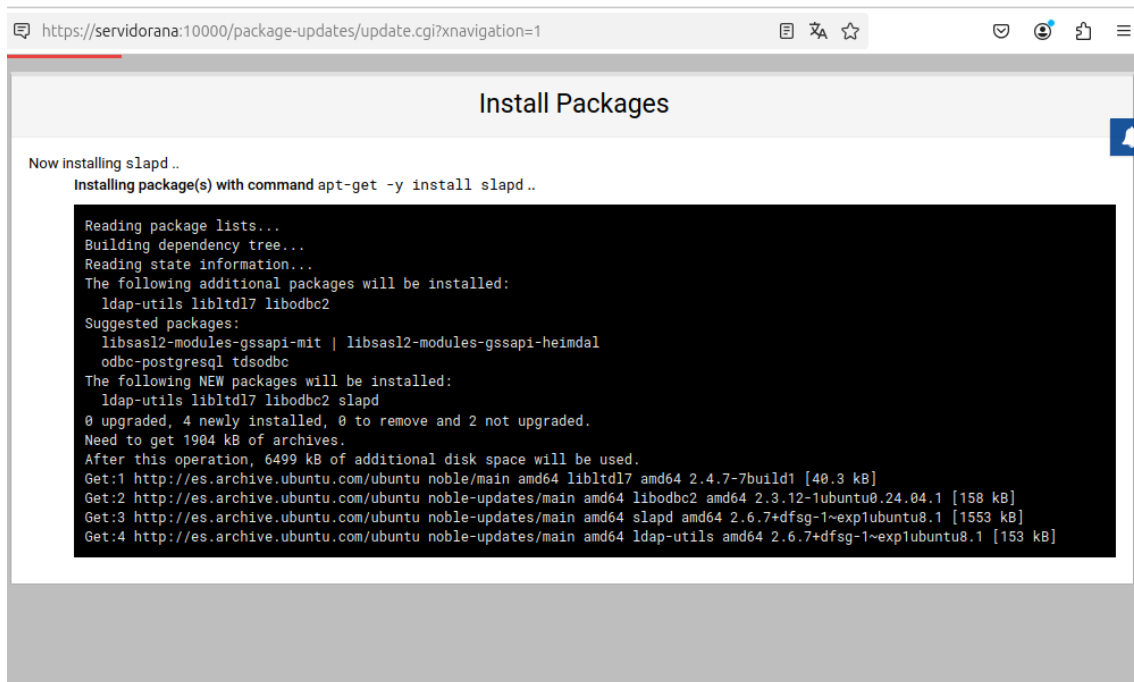 https://servidorana:10000/package-updates/update.cgi?xnavigation=1
Install Packages
Now installing slapd ..
Installing package(s) with command apt-get -y install slapd ..
Reading package lists...
Building dependency tree...
Reading state information...
The following additional packages will be installed:
ldap-utils libltdl7 libodbc2
Suggested packages:
libsasl2-modules-gssapi-mit | libsasl2-modules-gssapi-heimdal
odbc-postgresql tdsodbc
The following NEW packages will be installed:
ldap-utils libltdl7 libodbc2 slapd
0 upgraded, 4 newly installed, 0 to remove and 2 not upgraded.
Need to get 1904 kB of archives.
After this operation, 6499 kB of additional disk space will be used.
Get:1 http://es.archive.ubuntu.com/ubuntu noble/main amd64 libltdl7 amd64 2.4.7-7build1 [40.3 kB]
Get:2 http://es.archive.ubuntu.com/ubuntu noble-updates/main amd64 libodbc2 amd64 2.3.12-1ubuntu0.24.04.1 [158 kB]
Get:3 http://es.archive.ubuntu.com/ubuntu noble-updates/main amd64 slapd amd64 2.6.7+dfsg-1~exp1ubuntu8.1 [1553 kB]
Get:4 http://es.archive.ubuntu.com/ubuntu noble-updates/main amd64 ldap-utils amd64 2.6.7+dfsg-1~exp1ubuntu8.1 [153 kB]